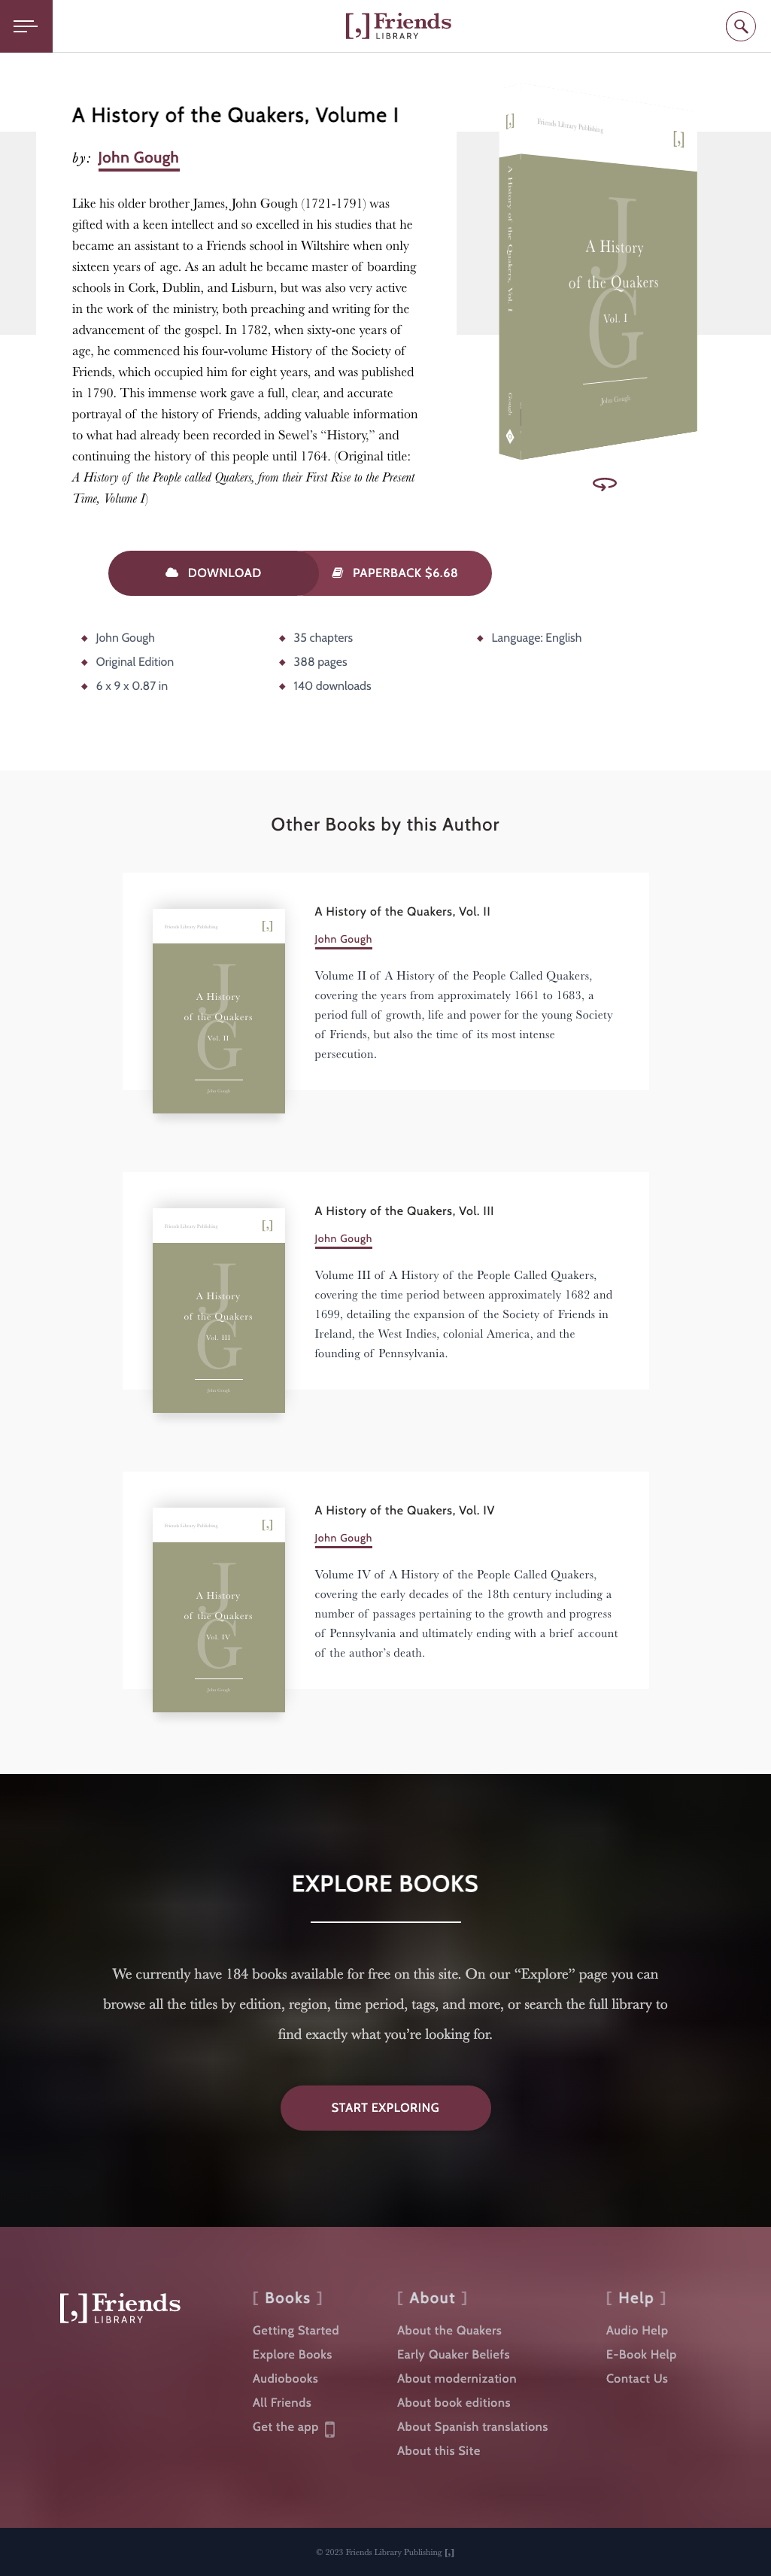 [,] Friends
LIBRARY
A History of the Quakers, Volume I
by: John Gough
Like his older brother James, John Gough (1721-1791) was
gifted with a keen intellect and so excelled in his studies that he
became an assistant to a Friends school in Wiltshire when only
sixteen years of age. As an adult he became master of boarding
schools in Cork, Dublin, and Lisburn, but was also very active
in the work of the ministry, both preaching and writing for the
advancement of the gospel. In 1782, when sixty-one years of
age, he commenced his four-volume History of the Society of
Friends, which occupied him for eight years, and was published
in 1790. This immense work gave a full, clear, and accurate
portrayal of the history of Friends, adding valuable information
to what had already been recorded in Sewel’s “History,” and
continuing the history of this people until 1764. (Original title:
A History of the People called Quakers, from their First Rise to the Present
Time, Volume I)
[,]
Friends Library Publishing
[,]
A History of the Quakers, Vol. I
Gough
J
G
A History
of the Quakers
Vol. I
John Gough
DOWNLOAD
PAPERBACK $6.68
John Gough
Original Edition
6 x 9 x 0.87 in
35 chapters
388 pages
140 downloads
Language: English
Other Books by this Author
Friends Library Publishing
[,]
J
G
A History
of the Quakers
Vol. II
John Gough
A History of the Quakers, Vol. II
John Gough
Volume II of A History of the People Called Quakers,
covering the years from approximately 1661 to 1683, a
period full of growth, life and power for the young Society
of Friends, but also the time of its most intense
persecution.
Friends Library Publishing
[,]
J
G
A History
of the Quakers
Vol. III
John Gough
A History of the Quakers, Vol. III
John Gough
Volume III of A History of the People Called Quakers,
covering the time period between approximately 1682 and
1699, detailing the expansion of the Society of Friends in
Ireland, the West Indies, colonial America, and the
founding of Pennsylvania.
Friends Library Publishing
[,]
J
G
A History
of the Quakers
Vol. IV
John Gough
A History of the Quakers, Vol. IV
John Gough
Volume IV of A History of the People Called Quakers,
covering the early decades of the 18th century including a
number of passages pertaining to the growth and progress
of Pennsylvania and ultimately ending with a brief account
of the author’s death.
EXPLORE BOOKS
We currently have 184 books available for free on this site. On our “Explore” page you can
browse all the titles by edition, region, time period, tags, and more, or search the full library to
find exactly what you’re looking for.
START EXPLORING
[,] Friends
LIBRARY
[ Books ]
Getting Started
Explore Books
Audiobooks
All Friends
Get the app
[ About ]
About the Quakers
Early Quaker Beliefs
About modernization
About book editions
About Spanish translations
About this Site
[ Help ]
Audio Help
E-Book Help
Contact Us
© 2023 Friends Library Publishing [,]